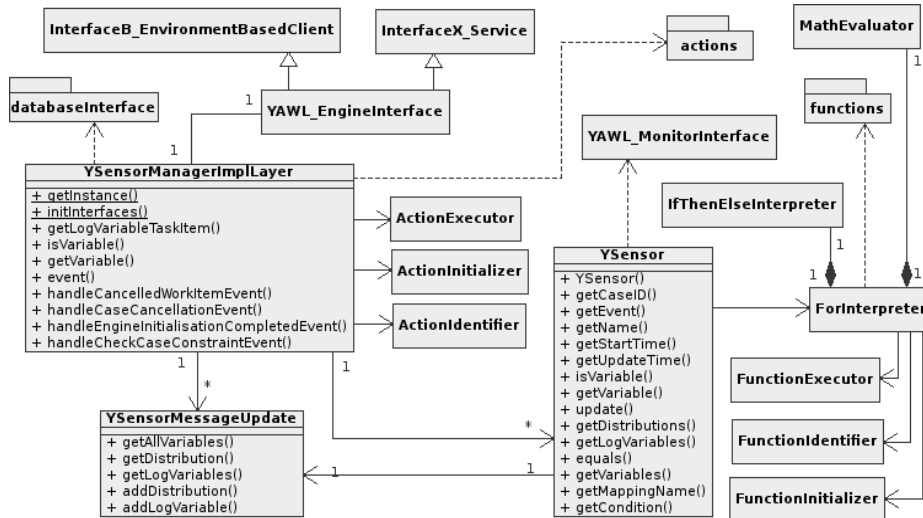 InterfaceB_EnvironmentBasedClient
InterfaceX_Service
actions
MathEvaluator
1
databaseInterface
1
YAWL_EngineInterface
functions
YAWL_MonitorInterface
1
YSensorManagerImplLayer
+ getInstance()
+ initInterfaces()
+ getLogVariableTaskItem()
+ isVariable()
+ getVariable()
+ event()
+ handleCancelledWorkItemEvent()
+ handleCaseCancellationEvent()
+ handleEngineInitialisationCompletedEvent()
+ handleCheckCaseConstraintEvent()
ActionExecutor
ActionInitializer
ActionIdentifier
IfThenElseInterpreter
1
1
1
YSensor
+ YSensor()
+ getCaseID()
+ getEvent()
+ getName()
+ getStartTime()
+ getUpdateTime()
+ isVariable()
+ getVariable()
+ update()
+ getDistributions()
+ getLogVariables()
+ equals()
+ getVariables()
+ getMappingName()
+ getCondition()
ForInterpreter
FunctionExecutor
FunctionIdentifier
FunctionInitializer
1
1
*
*
YSensorMessageUpdate
+ getAllVariables()
+ getDistribution()
+ getLogVariables()
+ addDistribution()
+ addLogVariable()
1
1